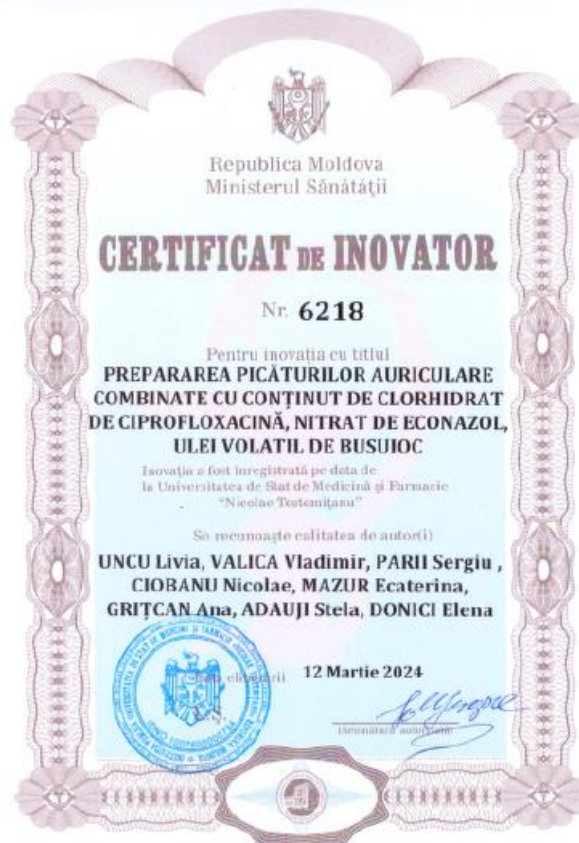 Republica Moldova
Ministerul Sănătății
CERTIFICAT DE INOVATOR
Nr. 6218
Pentru inovația cu titlul
PREPARAREA PICĂTURILOR AURICULARE
COMBINATE CU CONȚINUT DE CLORHIDRAT
DE CIPROFLOXACINĂ, NITRAT DE ECONAZOL,
ULEI VOLATIL DE BUSUIOC
Inovația a fost înregistrată pe data de
la Universitatea de Stat de Medicină și Farmacie
"Nicolae Testemițanu"
Se recunoaște calitatea de autor(i)
UNCU Livia, VALICA Vladimir, PARII Sergiu ,
CIOBANU Nicolae, MAZUR Ecaterina,
GRIȚCAN Ana, ADAUJI Stela, DONICI Elena
12 Martie 2024